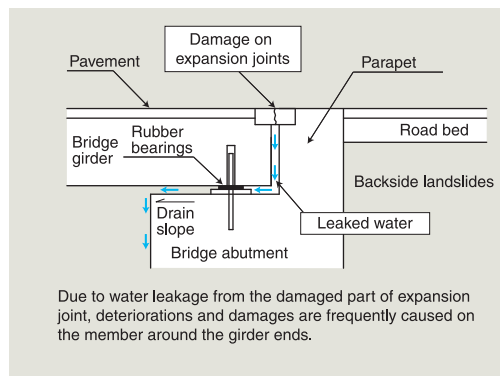 Damage on
expansion joints
Pavement
Parapet
Road bed
Rubber
bearings
Bridge
girder
Backside landslides
Leaked water
Drain
slope
Bridge abutment
Due to water leakage from the damaged part of expansion
joint, deteriorations and damages are frequently caused on
the member around the girder ends.